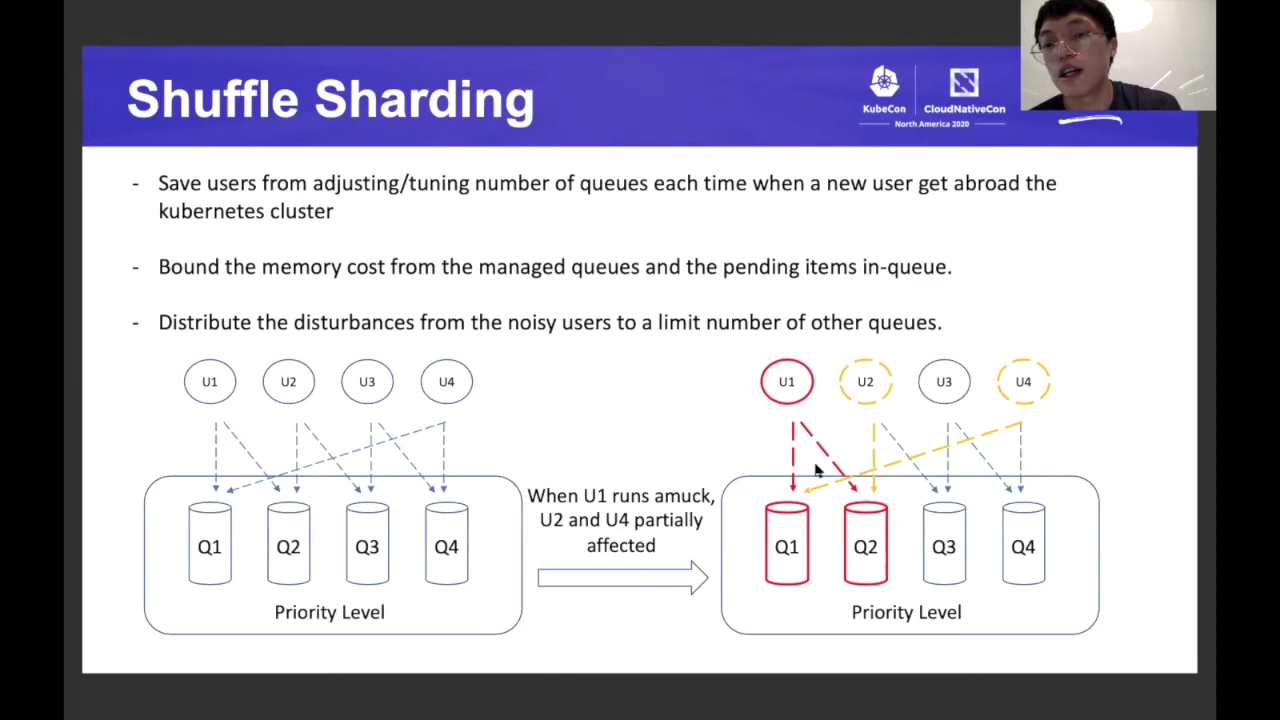 Shuffle Sharding
KubeCon
CloudNativeCon
North America 2020
- Save users from adjusting/tuning number of queues each time when a new user get abroad the
kubernetes cluster
- Bound the memory cost from the managed queues and the pending items in-queue.
- Distribute the disturbances from the noisy users to a limit number of other queues.
U1 U2 U3 U4
Q1 Q2 Q3 Q4
Priority Level
When U1 runs amuck,
U2 and U4 partially
affected
U1 U2 U3 U4
Q1 Q2 Q3 Q4
Priority Level